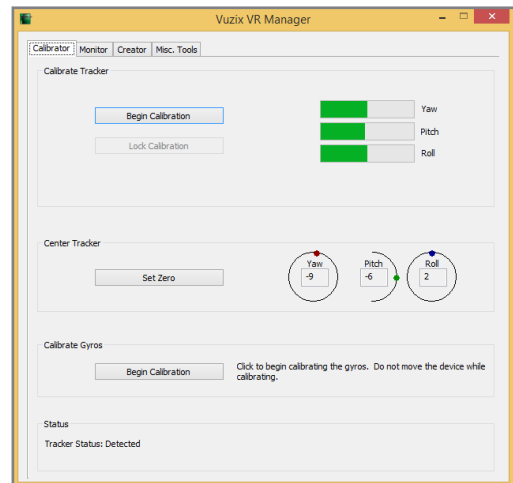 Vuzix VR Manager
Calibrator Monitor Creator Misc. Tools
Calibrate Tracker
Begin Calibration
Yaw
Pitch
Lock Calibration
Roll
Center Tracker
Set Zero
Yaw Pitch Roll
-9 -6 2
Calibrate Gyros
Begin Calibration
Click to begin calibrating the gyros. Do not move the device while
calibrating.
Status
Tracker Status: Detected